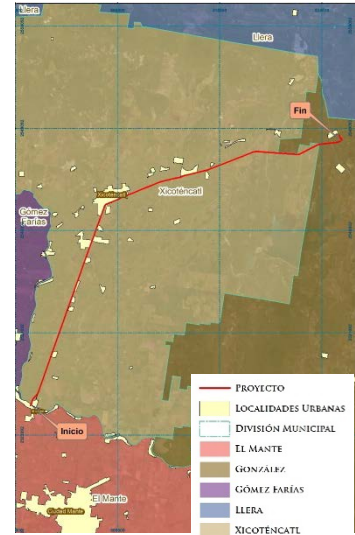 Llera
Llera
Fin
Xicoténcatl
Xicoténcatl
Gómez
Farías
Inicio
El Mante
Ciudad Mante
PROYECTO
LOCALIDADES URBANAS
DIVISIÓN MUNICIPAL
EL MANTE
GONZÁLEZ
GÓMEZ FARÍAS
LLERA
XICOTÉNCATL